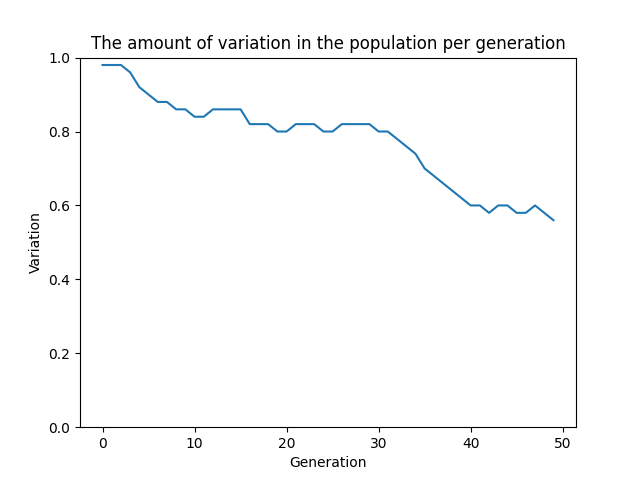 The amount of variation in the population per generation
1.0
0.8
0.6
0.4
0.2
0.0
Variation
0 10 20 30 40 50
Generation